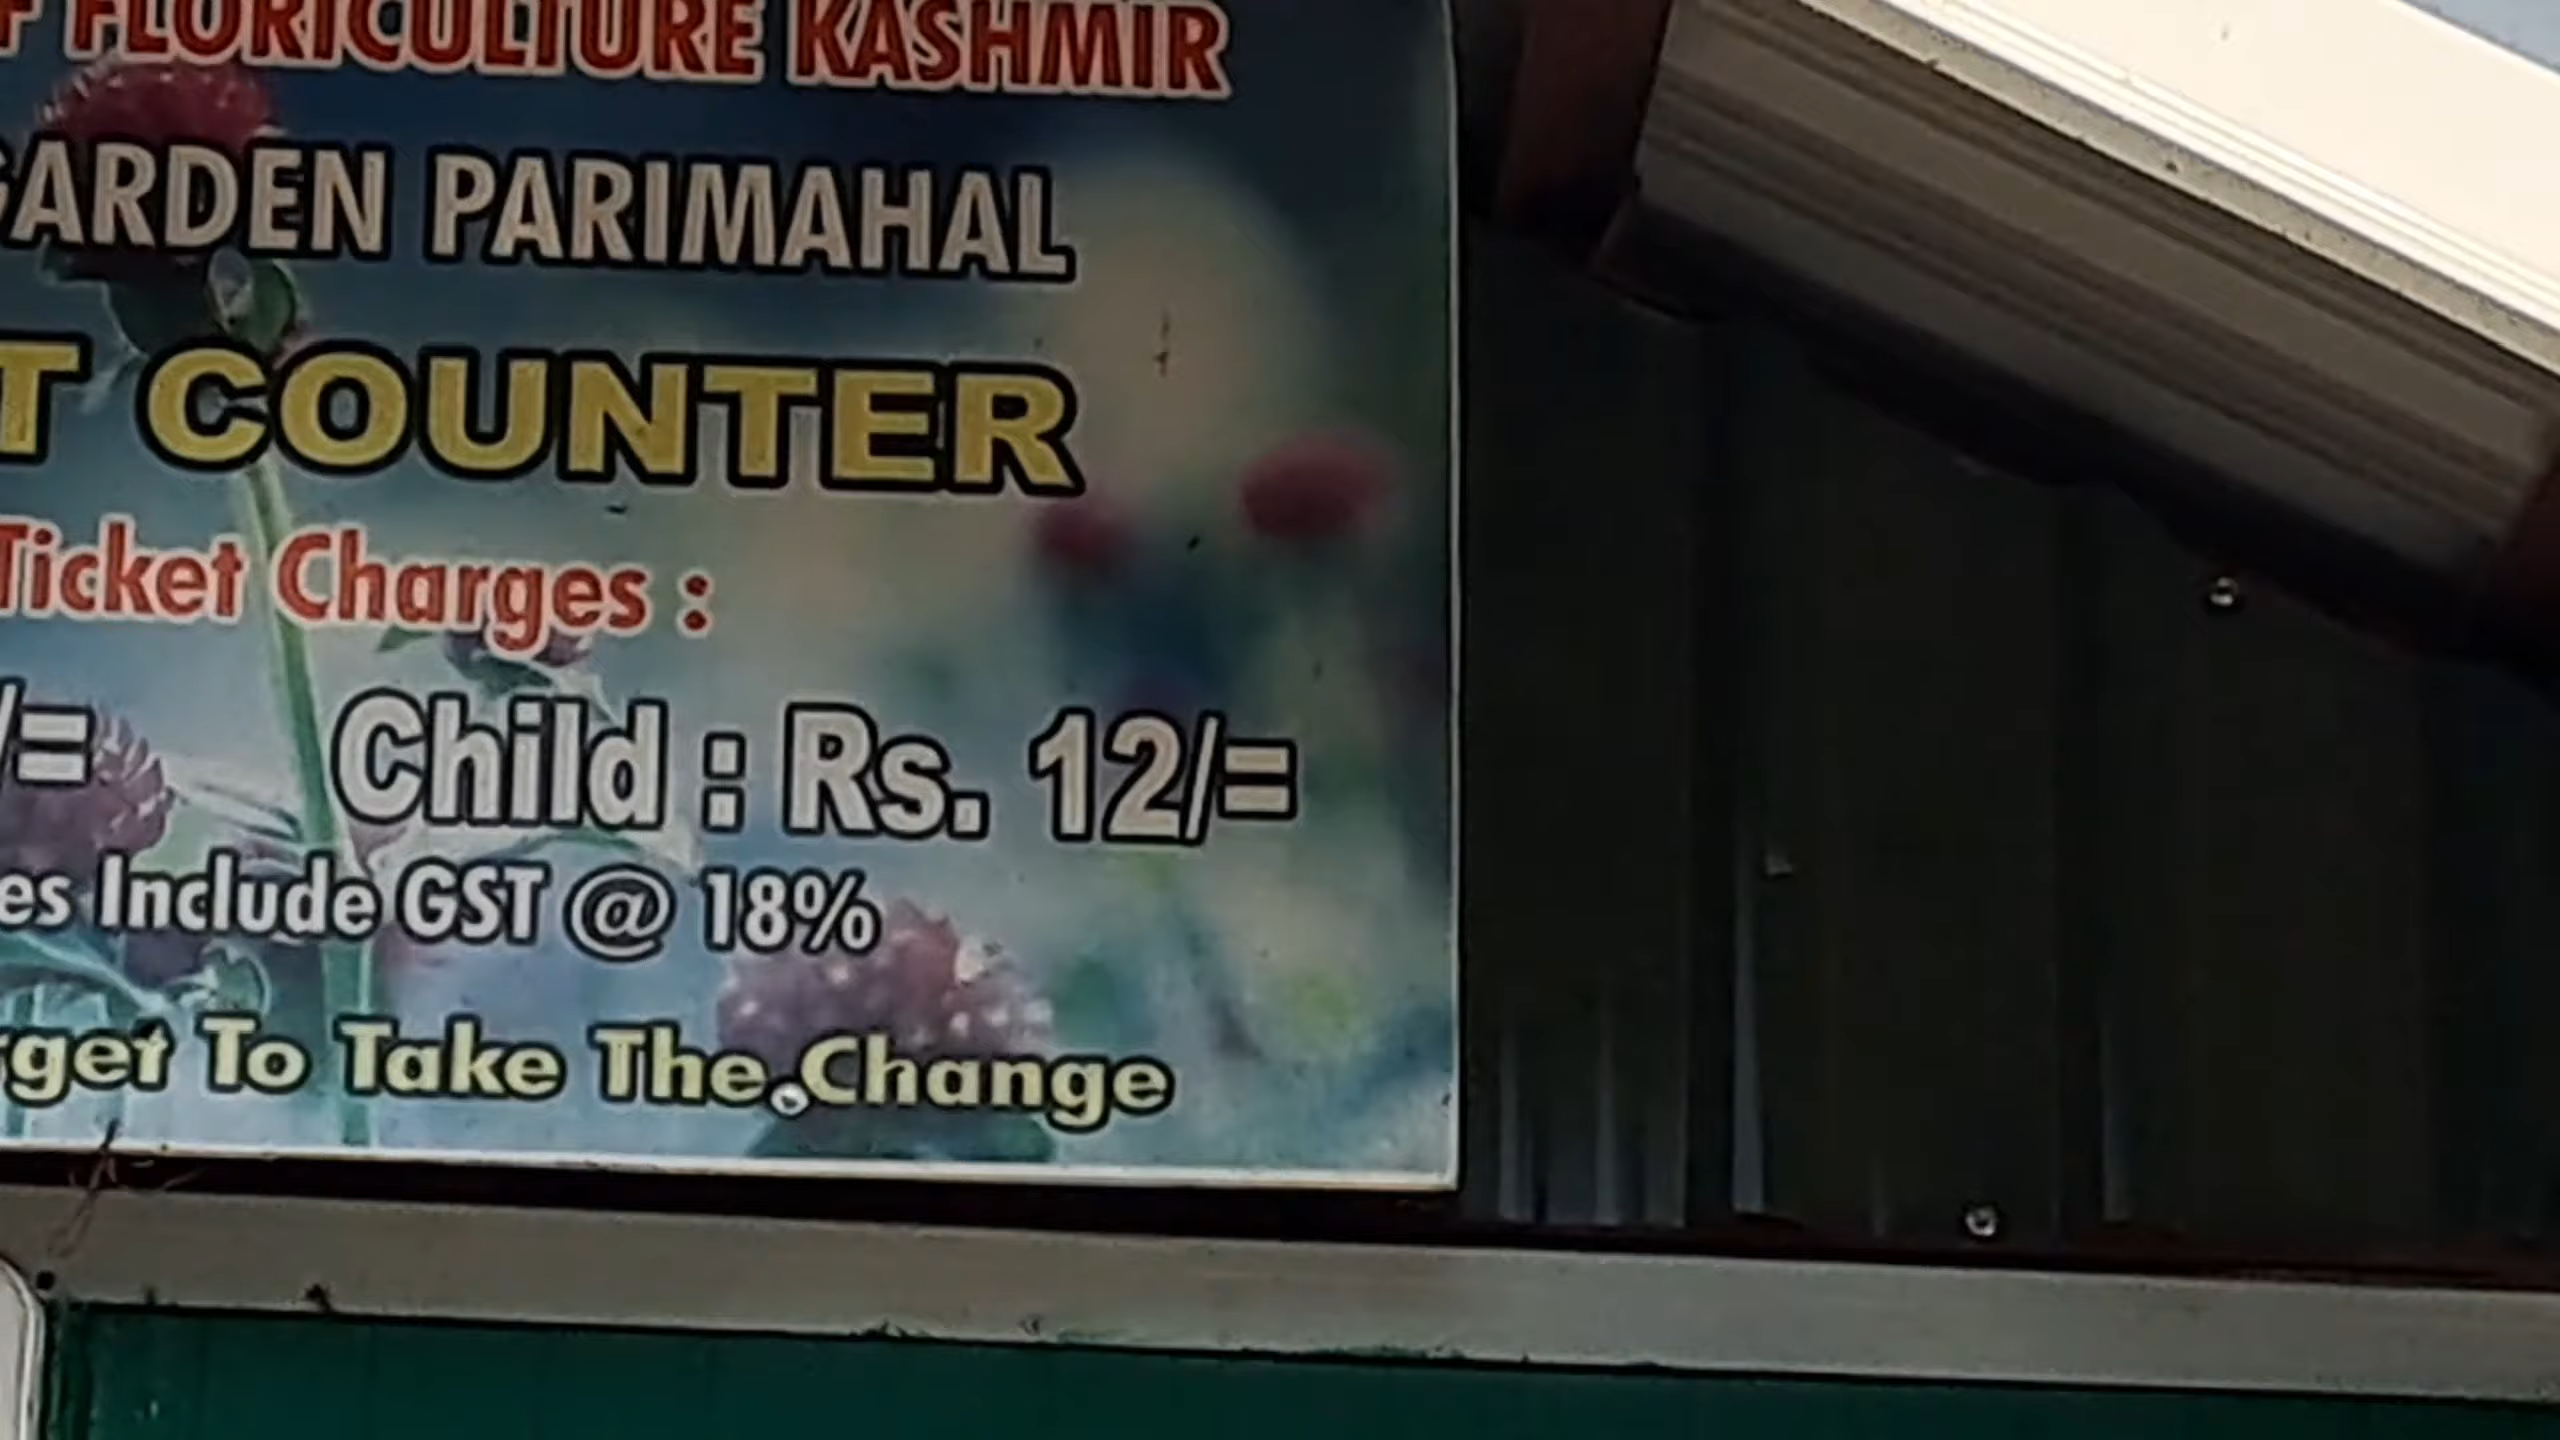 F FLORICULTURE KASHMIR
GARDEN PARIMAHAL
T COUNTER
Ticket Charges :
/= Child : Rs. 12/=
es Include GST @ 18%
rget To Take The Change